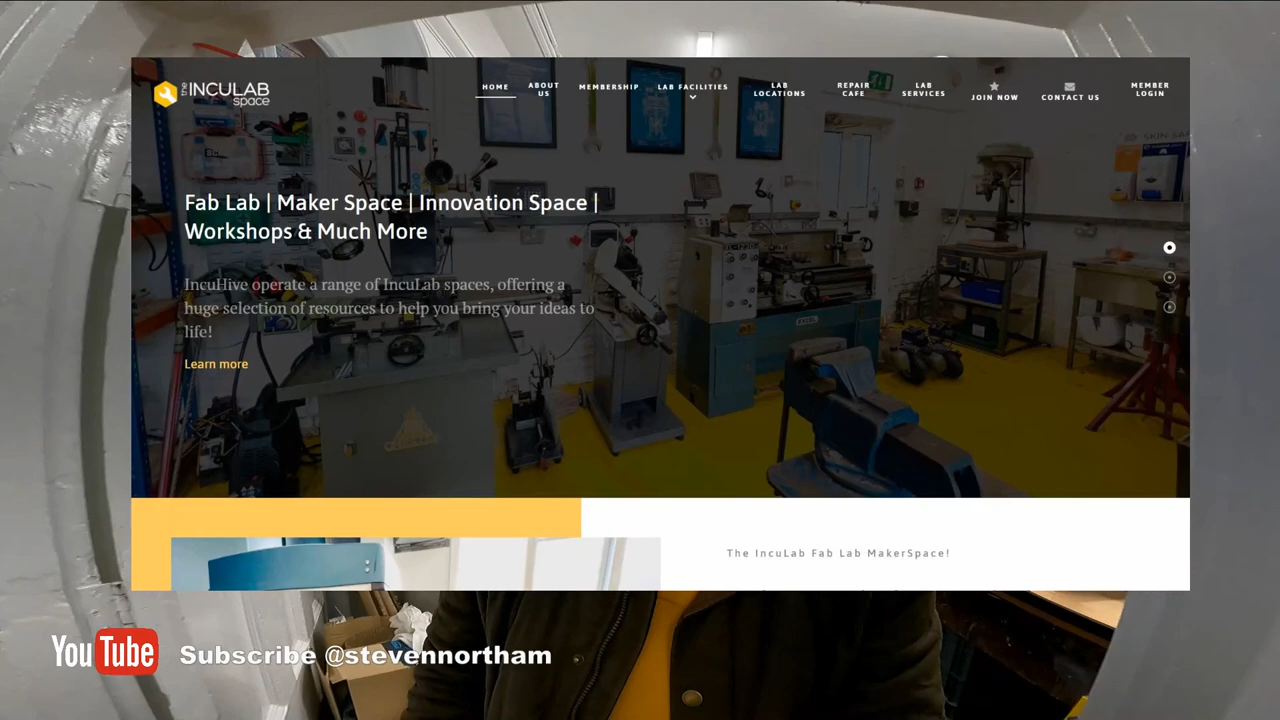 the INCULAB
space
HOME
ABOUT
US
MEMBERSHIP
LAB FACILITIES
LAB
LOCATIONS
REPAIR
CAFE
LAB
SERVICES
JOIN NOW
CONTACT US
MEMBER
LOGIN
Fab Lab | Maker Space | Innovation Space |
Workshops & Much More
IncuHive operate a range of IncuLab spaces, offering a
huge selection of resources to help you bring your ideas to
life!
Learn more
EXCEL
The IncuLab Fab Lab MakerSpace!
YouTube
Subscribe @stevennortham